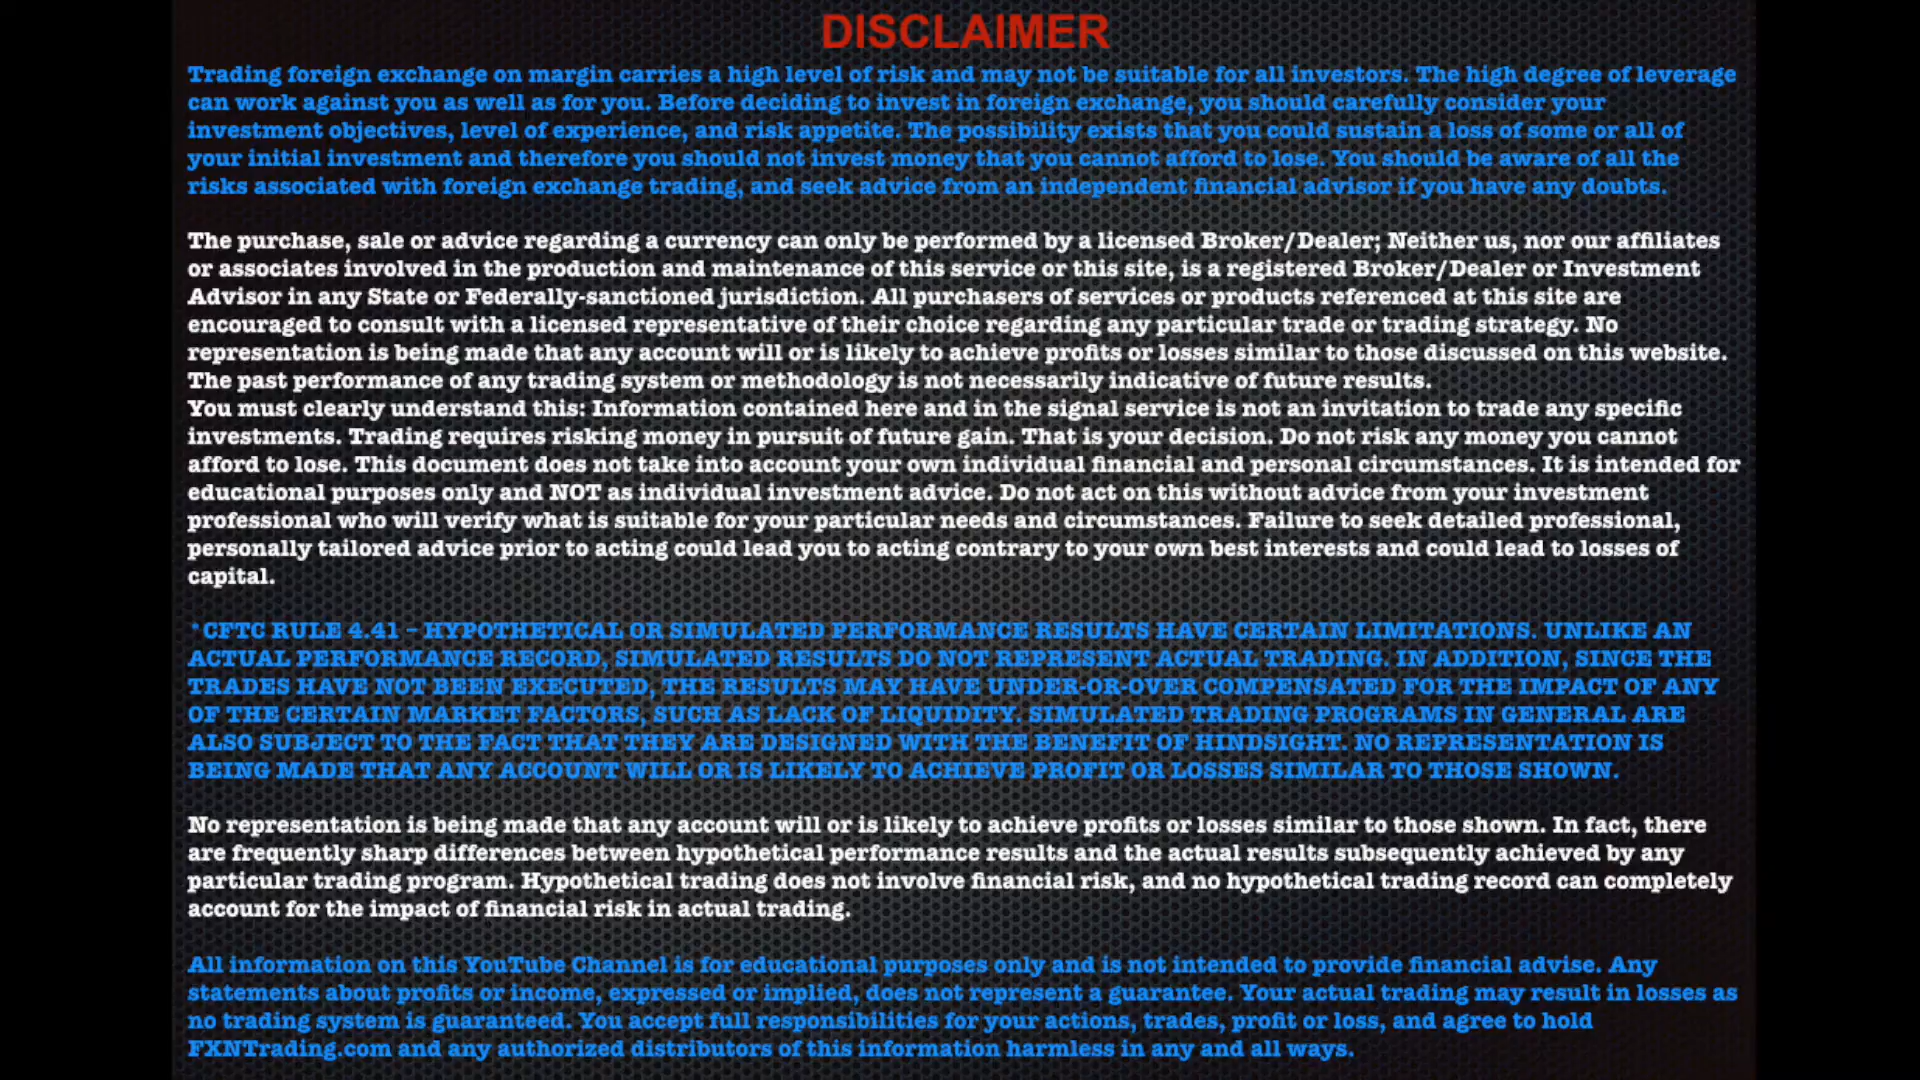 DISCLAIMER
Trading foreign exchange on margin carries a high level of risk and may not be suitable for all investors. The high degree of leverage
can work against you as well as for you. Before deciding to invest in foreign exchange, you should carefully consider your
investment objectives, level of experience, and risk appetite. The possibility exists that you could sustain a loss of some or all of
your initial investment and therefore you should not invest money that you cannot afford to lose. You should be aware of all the
risks associated with foreign exchange trading, and seek advice from an independent financial advisor if you have any doubts.
The purchase, sale or advice regarding a currency can only be performed by a licensed Broker/Dealer; Neither us, nor our affiliates
or associates involved in the production and maintenance of this service or this site, is a registered Broker/Dealer or Investment
Advisor in any State or Federally-sanctioned jurisdiction. All purchasers of services or products referenced at this site are
encouraged to consult with a licensed representative of their choice regarding any particular trade or trading strategy. No
representation is being made that any account will or is likely to achieve profits or losses similar to those discussed on this website.
The past performance of any trading system or methodology is not necessarily indicative of future results.
You must clearly understand this: Information contained here and in the signal service is not an invitation to trade any specific
investments. Trading requires risking money in pursuit of future gain. That is your decision. Do not risk any money you cannot
afford to lose. This document does not take into account your own individual financial and personal circumstances. It is intended for
educational purposes only and NOT as individual investment advice. Do not act on this without advice from your investment
professional who will verify what is suitable for your particular needs and circumstances. Failure to seek detailed professional,
personally tailored advice prior to acting could lead you to acting contrary to your own best interests and could lead to losses of
capital.
*CFTC RULE 4.41 – HYPOTHETICAL OR SIMULATED PERFORMANCE RESULTS HAVE CERTAIN LIMITATIONS. UNLIKE AN
ACTUAL PERFORMANCE RECORD, SIMULATED RESULTS DO NOT REPRESENT ACTUAL TRADING. IN ADDITION, SINCE THE
TRADES HAVE NOT BEEN EXECUTED, THE RESULTS MAY HAVE UNDER-OR-OVER COMPENSATED FOR THE IMPACT OF ANY
OF THE CERTAIN MARKET FACTORS, SUCH AS LACK OF LIQUIDITY. SIMULATED TRADING PROGRAMS IN GENERAL ARE
ALSO SUBJECT TO THE FACT THAT THEY ARE DESIGNED WITH THE BENEFIT OF HINDSIGHT. NO REPRESENTATION IS
BEING MADE THAT ANY ACCOUNT WILL OR IS LIKELY TO ACHIEVE PROFIT OR LOSSES SIMILAR TO THOSE SHOWN.
No representation is being made that any account will or is likely to achieve profits or losses similar to those shown. In fact, there
are frequently sharp differences between hypothetical performance results and the actual results subsequently achieved by any
particular trading program. Hypothetical trading does not involve financial risk, and no hypothetical trading record can completely
account for the impact of financial risk in actual trading.
All information on this YouTube Channel is for educational purposes only and is not intended to provide financial advise. Any
statements about profits or income, expressed or implied, does not represent a guarantee. Your actual trading may result in losses as
no trading system is guaranteed. You accept full responsibilities for your actions, trades, profit or loss, and agree to hold
FXNTrading.com and any authorized distributors of this information harmless in any and all ways.